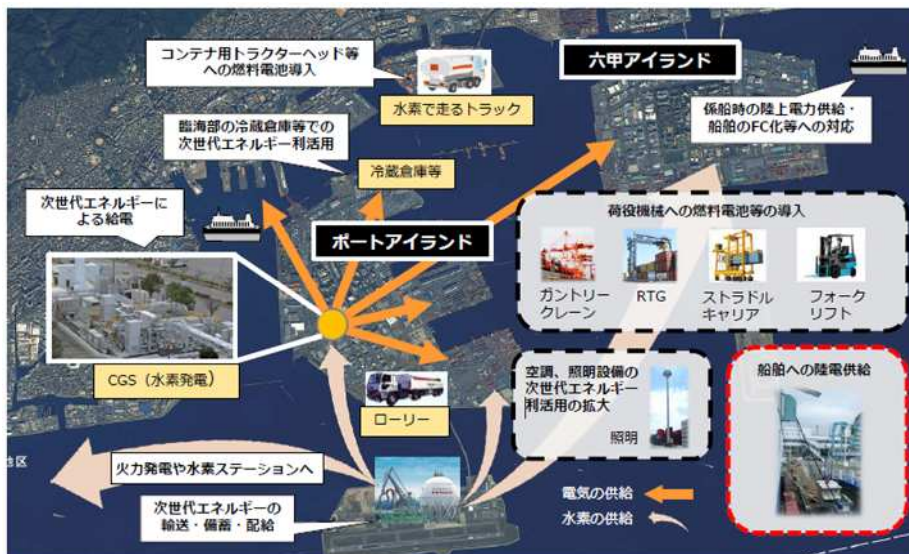 コンテナ用トラクターヘッド等
への燃料電池導入
水素で走るトラック
六甲アイランド
係船時の陸上電力供給・
船舶のFC化等への対応
臨海部の冷蔵倉庫等での
次世代エネルギー利活用
冷蔵倉庫等
次世代エネルギーに
よる給電
ポートアイランド
荷役機械への燃料電池等の導入
ガントリー
クレーン
RTG
ストラドル
キャリア
フォーク
リフト
CGS(水素発電)
ローリー
空調、照明設備の
次世代エネルギー
利活用の拡大
照明
船舶への陸電供給
地区
火力発電や水素ステーションへ
次世代エネルギーの
輸送・備蓄・配給
電気の供給
水素の供給